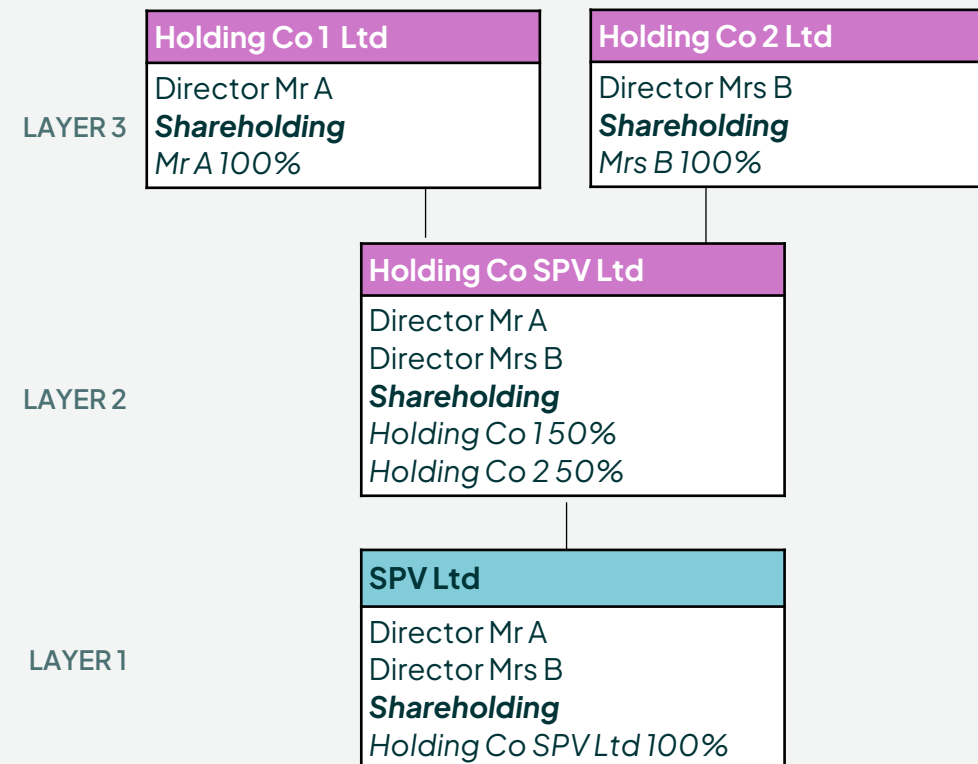 Holding Co 1 Ltd
Director Mr A
Shareholding
Mr A 100%
Holding Co 2 Ltd
Director Mrs B
Shareholding
Mrs B 100%
LAYER 3
Holding Co SPV Ltd
Director Mr A
Director Mrs B
Shareholding
Holding Co 1 50%
Holding Co 2 50%
LAYER 2
SPV Ltd
Director Mr A
Director Mrs B
Shareholding
Holding Co SPV Ltd 100%
LAYER 1